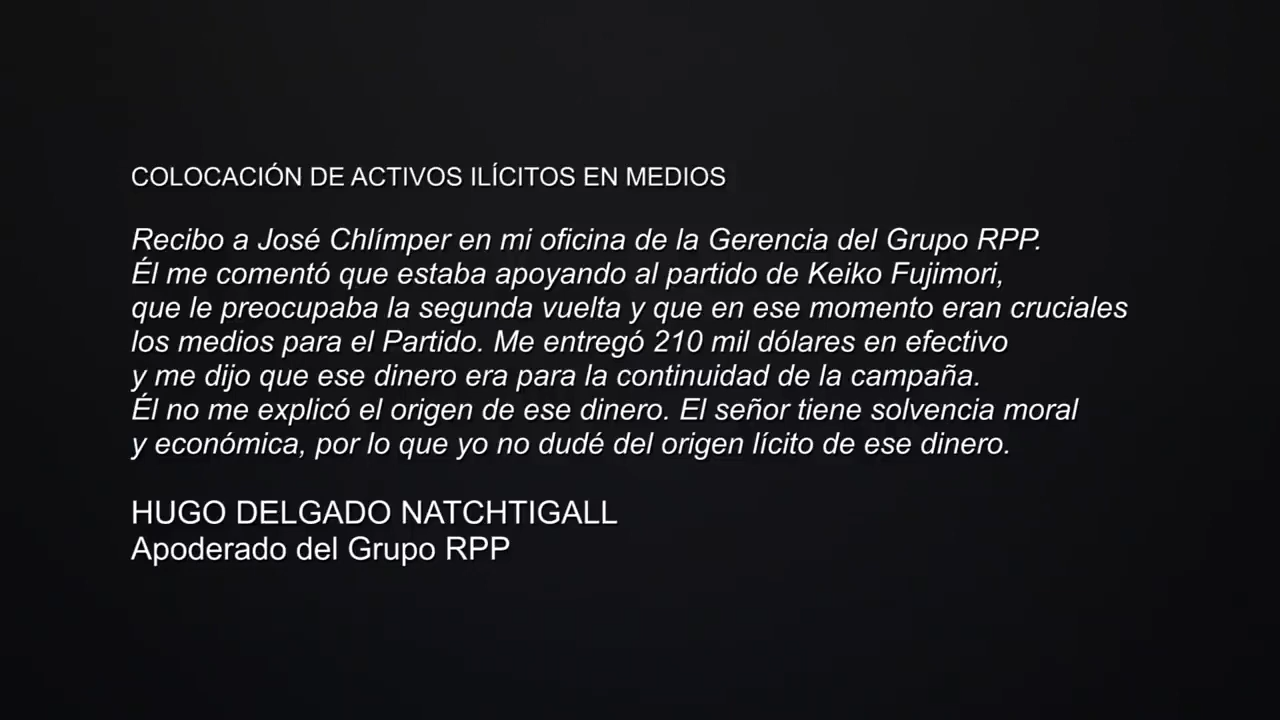 COLOCACIÓN DE ACTIVOS ILÍCITOS EN MEDIOS
Recibo a José Chlímper en mi oficina de la Gerencia del Grupo RPP.
Él me comentó que estaba apoyando al partido de Keiko Fujimori,
que le preocupaba la segunda vuelta y que en ese momento eran cruciales
los medios para el Partido. Me entregó 210 mil dólares en efectivo
y me dijo que ese dinero era para la continuidad de la campaña.
Él no me explicó el origen de ese dinero. El señor tiene solvencia moral
y económica, por lo que yo no dudé del origen lícito de ese dinero.
HUGO DELGADO NATCHTIGALL
Apoderado del Grupo RPP